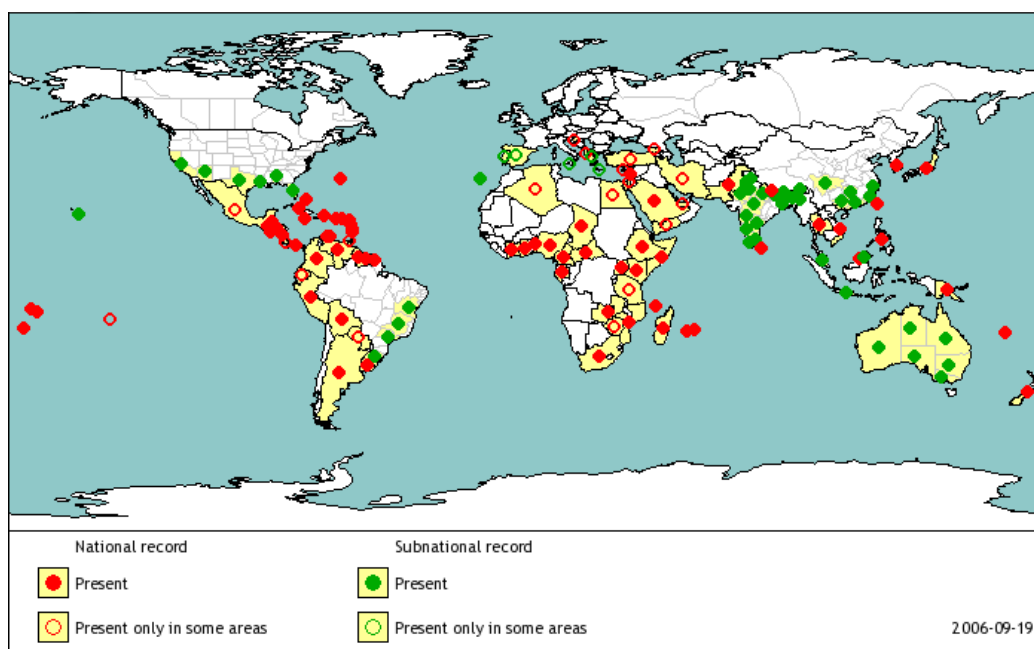 National record
Subnational record
Present
Present
Present only in some areas
Present only in some areas
2006-09-19